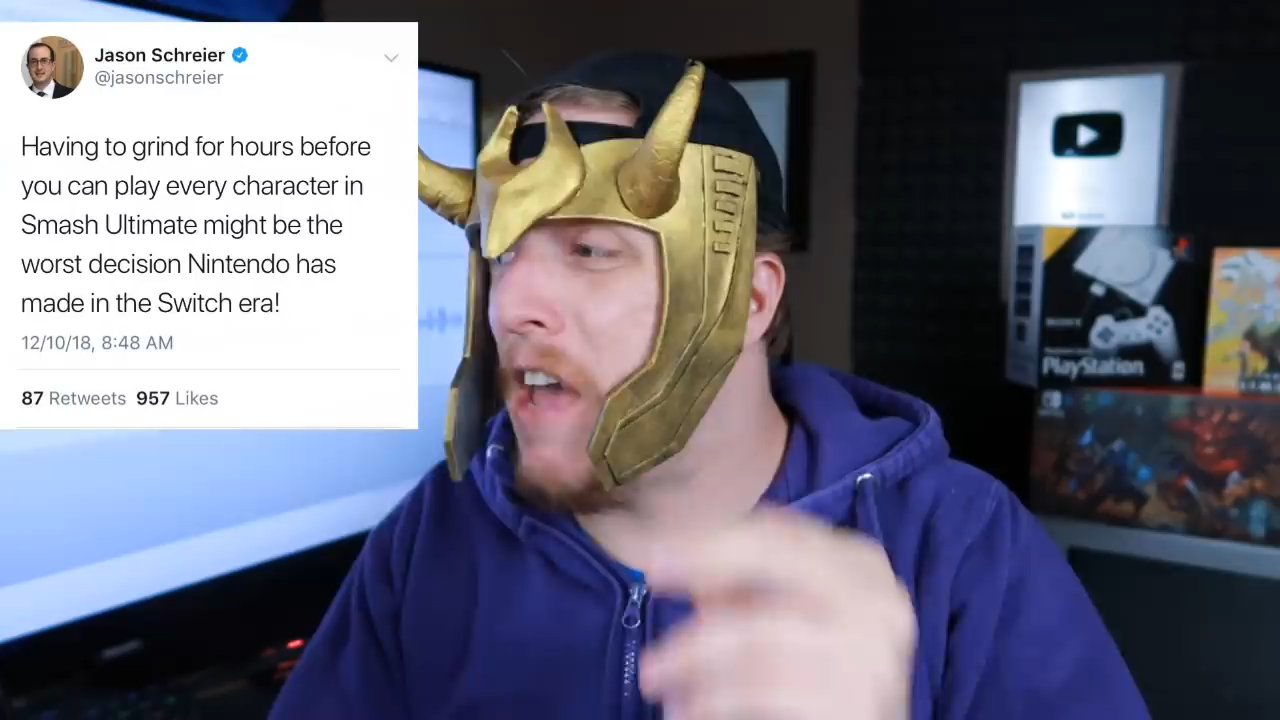 Jason Schreier
@jasonschreier
Having to grind for hours before
you can play every character in
Smash Ultimate might be the
worst decision Nintendo has
made in the Switch era!
12/10/18, 8:48 AM
87 Retweets 957 Likes
SONY
PlayStation